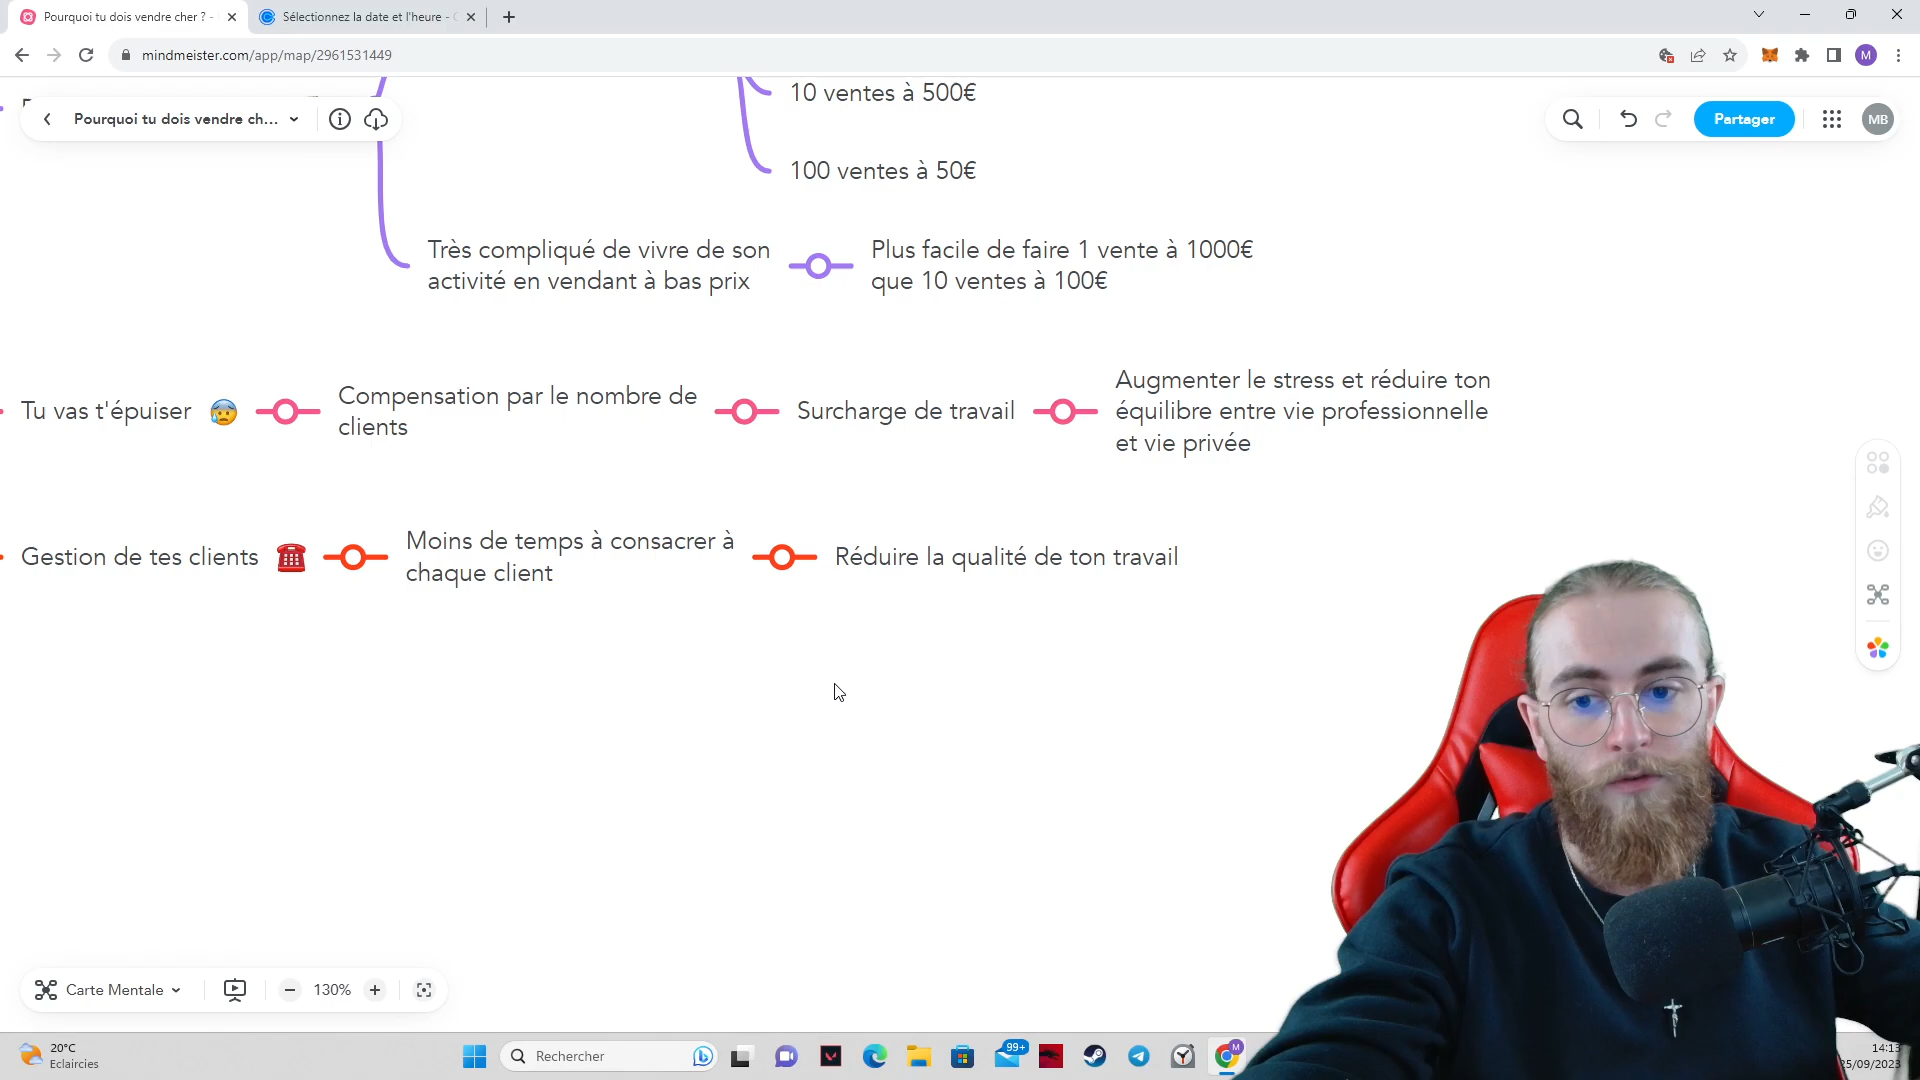 Pourquoi tu dois vendre cher ? -
Sélectionnez la date et l'heure -
mindmeister.com/app/map/2961531449
M
Pourquoi tu dois vendre ch...
Partager
MB
10 ventes à 500€
100 ventes à 50€
Très compliqué de vivre de son
activité en vendant à bas prix
Plus facile de faire 1 vente à 1000€
que 10 ventes à 100€
Tu vas t'épuiser
Compensation par le nombre de
clients
Surcharge de travail
Augmenter le stress et réduire ton
équilibre entre vie professionnelle
et vie privée
Gestion de tes clients
Moins de temps à consacrer à
chaque client
Réduire la qualité de ton travail
Carte Mentale
130%
20°C
Eclaircies
Rechercher
99+
M
14:13
25/09/2023